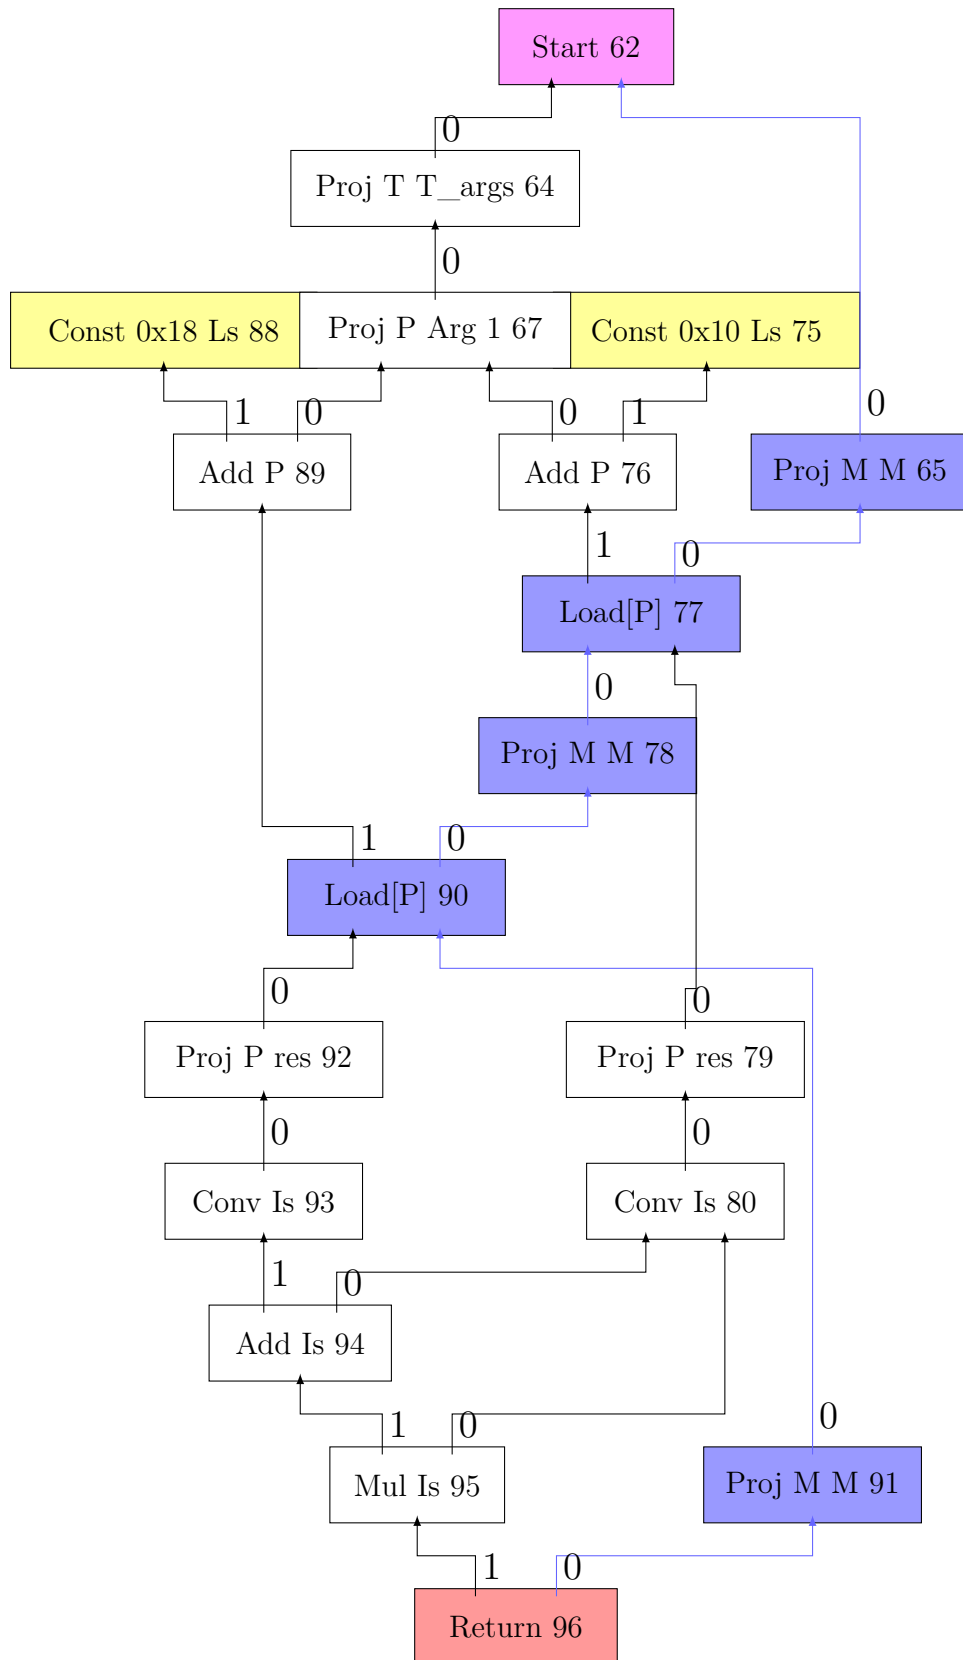 Start 62
0
Proj T T_args 64
0
Const 0x18 Ls 88
Proj P Arg 1 67
Const 0x10 Ls 75
1
0
0
1
0
Add P 89
Add P 76
Proj M M 65
1
0
Load[P] 77
0
Proj M M 78
1
0
Load[P] 90
0
0
Proj P res 92
Proj P res 79
0
0
Conv Is 93
Conv Is 80
1
0
Add Is 94
1
0
0
Mul Is 95
Proj M M 91
1
0
Return 96